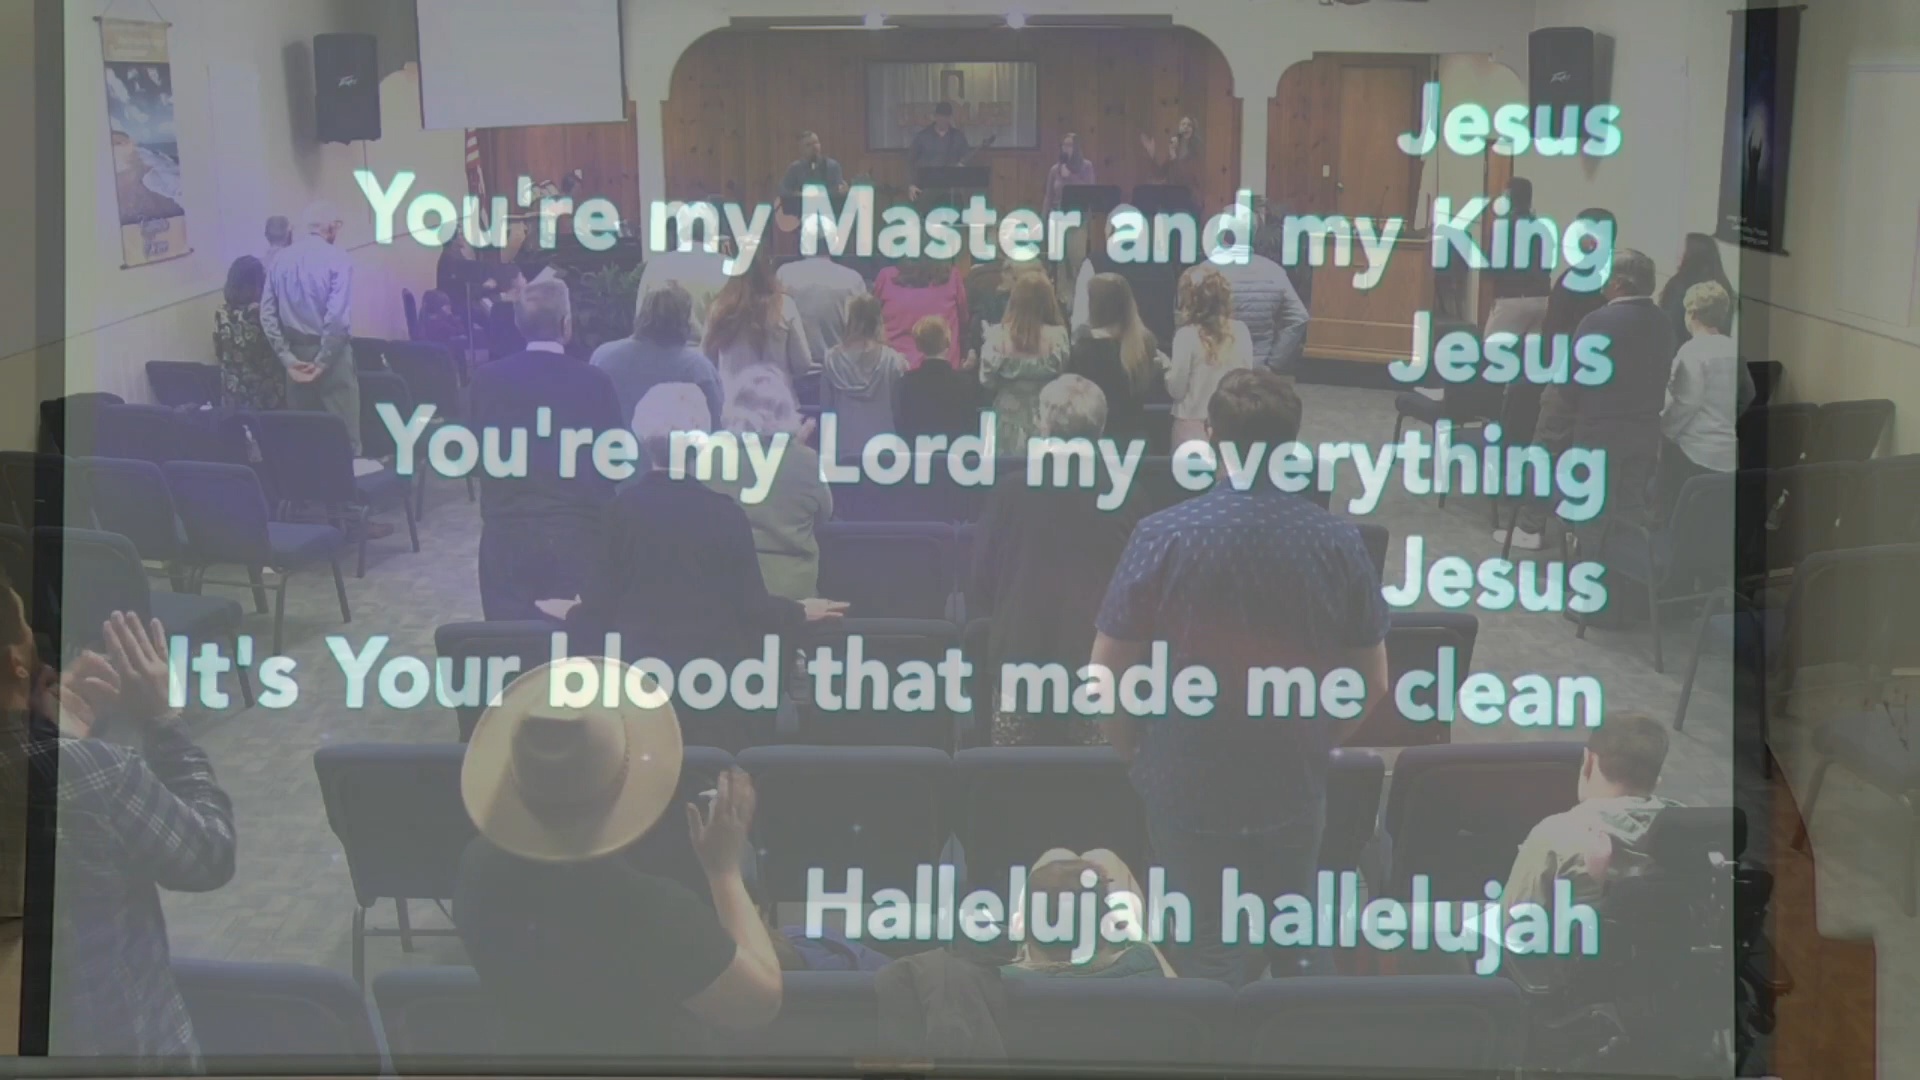 Jesus
You're my Master and my King
Jesus
You're my Lord my everything
Jesus
It's Your blood that made me clean
Hallelujah hallelujah